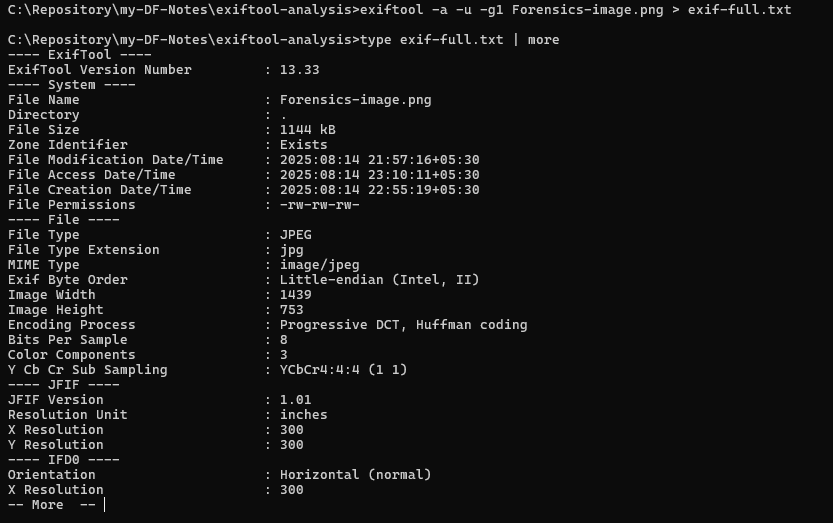 C:\Repository\my-DF-Notes\exiftool-analysis>exiftool -a -u -g1 Forensics-image.png > exif-full.txt
C:\Repository\my-DF-Notes\exiftool-analysis>type exif-full.txt | more
---- ExifTool ----
ExifTool Version Number         : 13.33
---- System ----
File Name                       : Forensics-image.png
Directory                       : .
File Size                       : 1144 kB
Zone Identifier                 : Exists
File Modification Date/Time     : 2025:08:14 21:57:16+05:30
File Access Date/Time           : 2025:08:14 23:10:11+05:30
File Creation Date/Time         : 2025:08:14 22:55:19+05:30
File Permissions                : -rw-rw-rw-
---- File ----
File Type                       : JPEG
File Type Extension             : jpg
MIME Type                       : image/jpeg
Exif Byte Order                 : Little-endian (Intel, II)
Image Width                     : 1439
Image Height                    : 753
Encoding Process                : Progressive DCT, Huffman coding
Bits Per Sample                 : 8
Color Components                : 3
Y Cb Cr Sub Sampling            : YCbCr4:4:4 (1 1)
---- JFIF ----
JFIF Version                    : 1.01
Resolution Unit                 : inches
X Resolution                    : 300
Y Resolution                    : 300
---- IFD0 ----
Orientation                     : Horizontal (normal)
X Resolution                    : 300
-- More  --